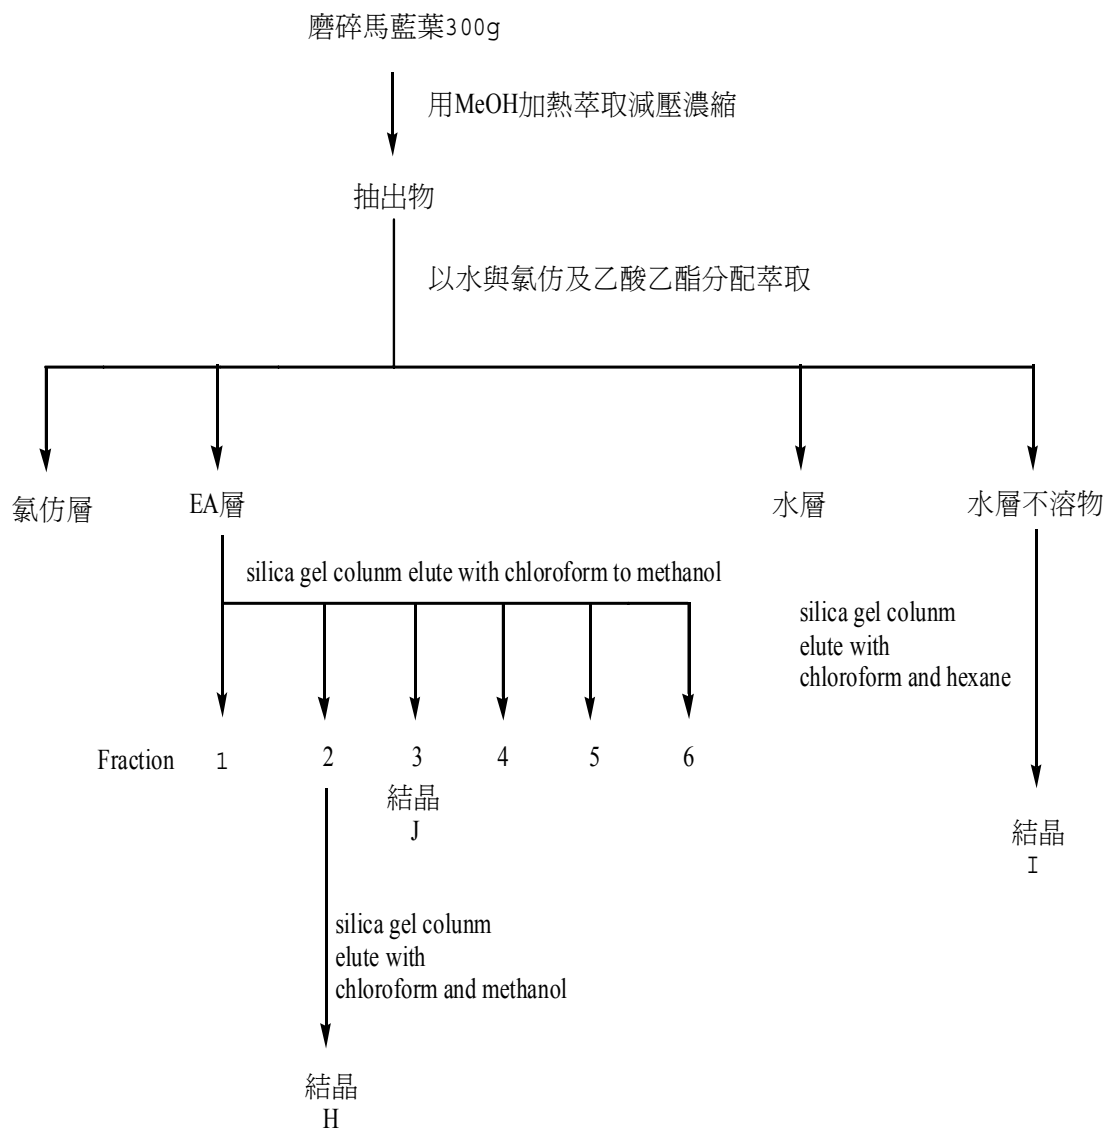 磨碎馬藍葉300g
用MeOH加熱萃取減壓濃縮
抽出物
以水與氯仿及乙酸乙酯分配萃取
氯仿層
EA層
水層
水層不溶物
silica gel colunm elute with chloroform to methanol
silica gel colunm
elute with
chloroform and hexane
Fraction 1 2 3 4 5 6
結晶
J
結晶
I
silica gel colunm
elute with
chloroform and methanol
結晶
H